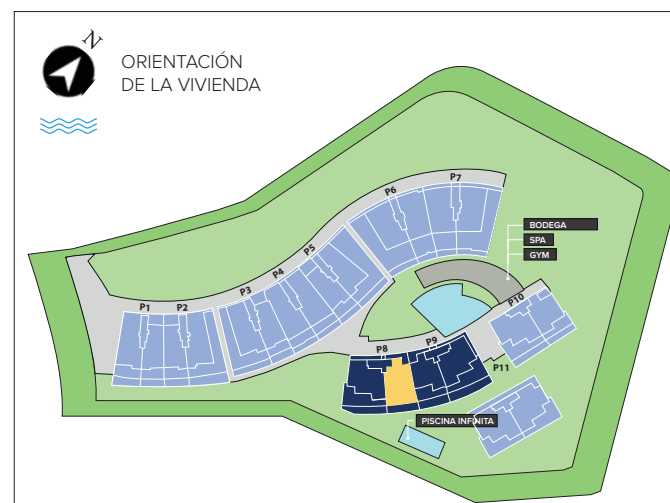 N
ORIENTACIÓN
DE LA VIVIENDA
P7
P6
P5
P4
P3
P1
P2
BODEGA
SPA
GYM
P10
P9
P8
P11
PISCINA INFINITA